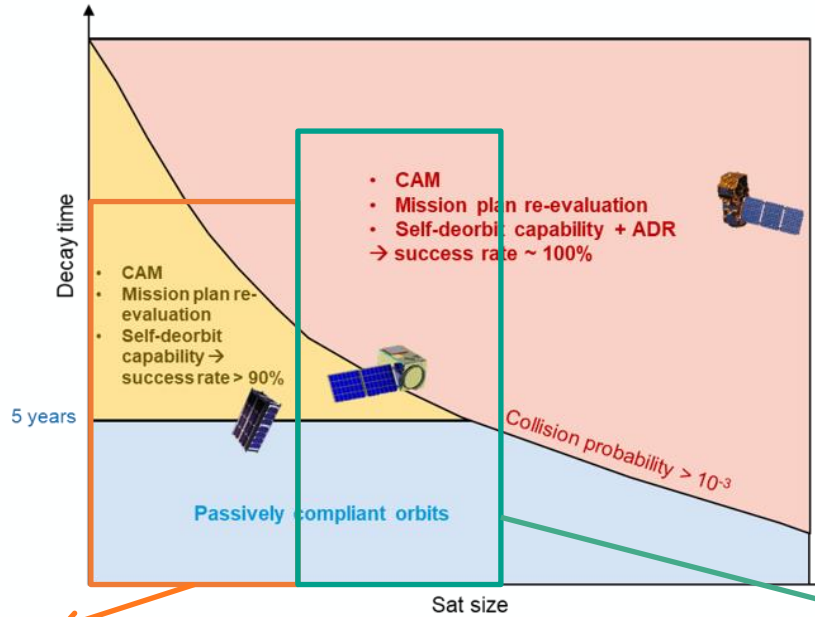 • CAM
• Mission plan re-evaluation
• Self-deorbit capability + ADR
→ success rate ~ 100%
Decay time
• CAM
• Mission plan re-
evaluation
• Self-deorbit
capability →
success rate > 90%
5 years
Collision probability > 10⁻³
Passively compliant orbits
Sat size